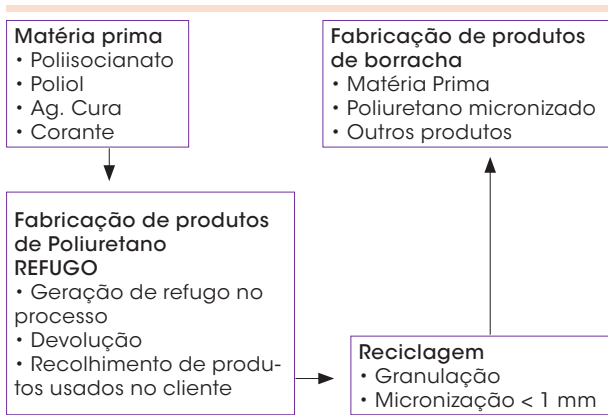 Matéria prima
• Poliisocianato
• Poliol
• Ag. Cura
• Corante
Fabricação de produtos
de Poliuretano
REFUGO
• Geração de refugo no
processo
• Devolução
• Recolhimento de produ-
tos usados no cliente
Reciclagem
• Granulação
• Micronização < 1 mm
Fabricação de produtos
de borracha
• Matéria Prima
• Poliuretano micronizado
• Outros produtos